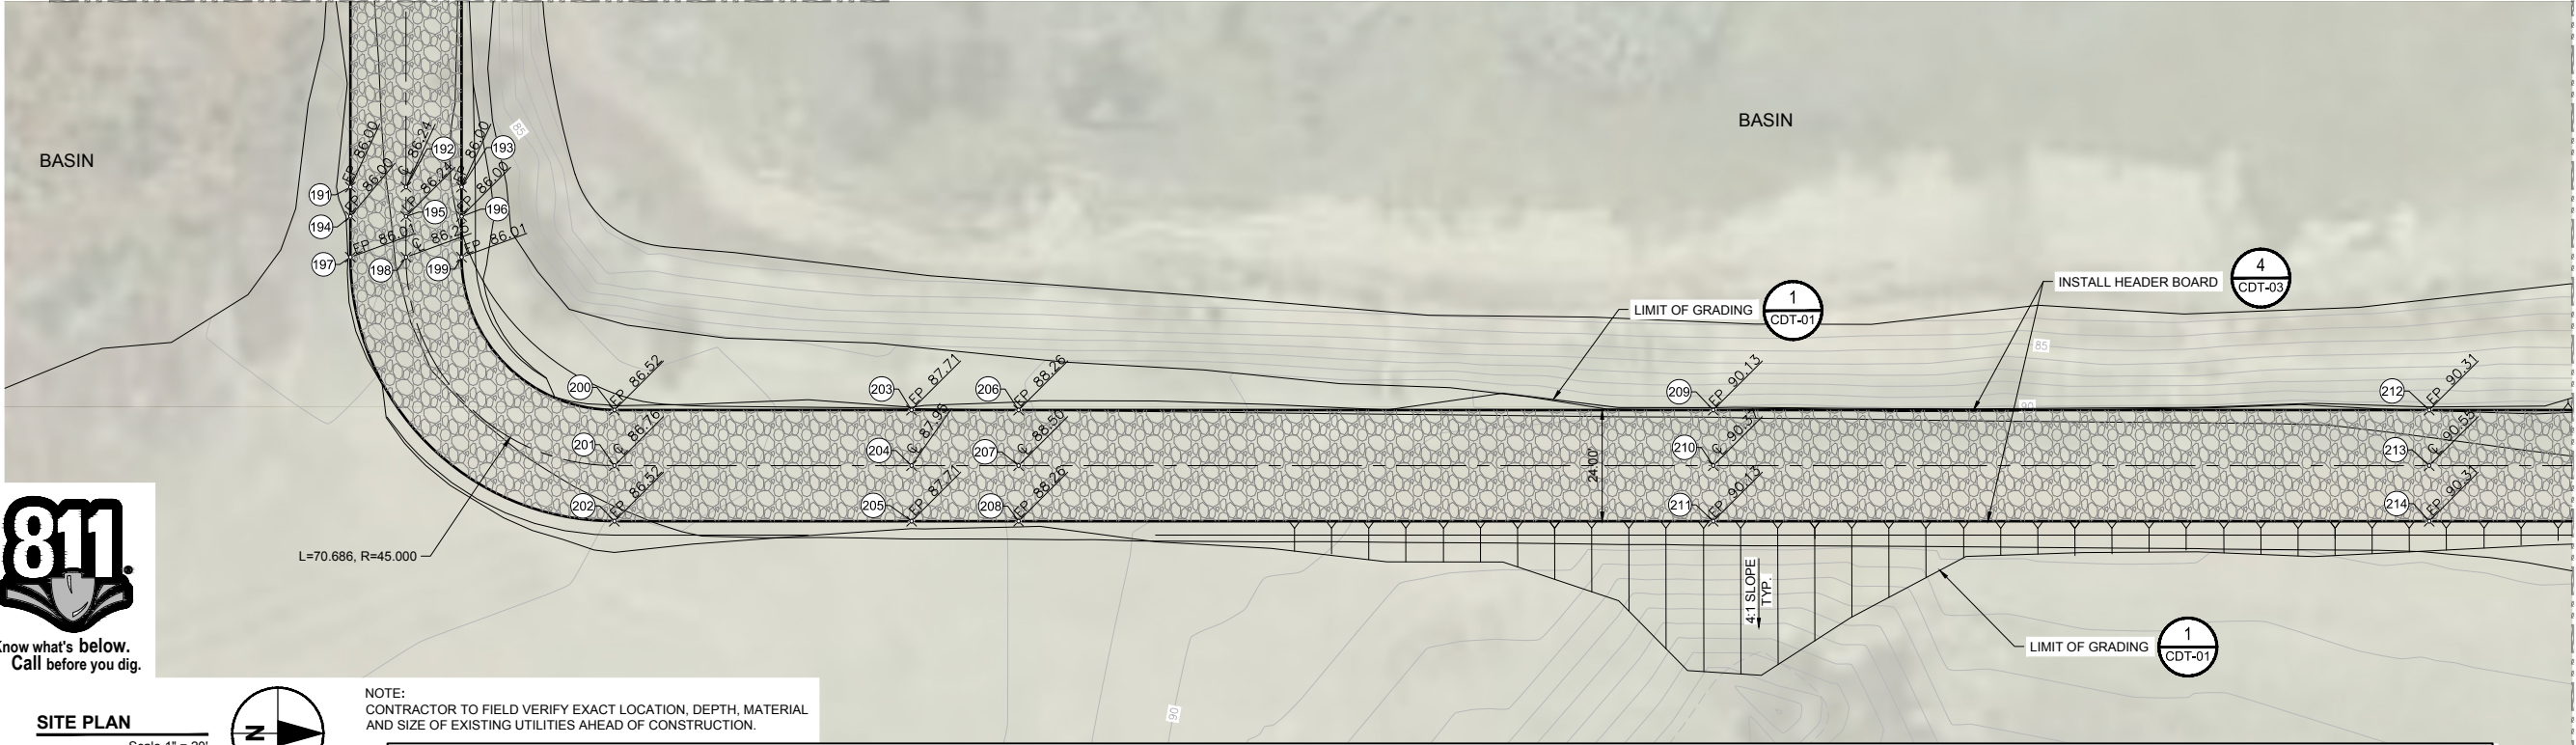 BASIN
BASIN
EP 86.00
℄ 86.24
EP 86.00
EP 86.00
℄ 86.24
EP 86.00
EP 86.01
℄ 86.25
EP 86.01
191
192
193
194
195
196
197
198
199
85
LIMIT OF GRADING
1
CDT-01
INSTALL HEADER BOARD
4
CDT-03
85
90
200
EP 86.52
203
EP 87.71
206
EP 88.26
209
EP 90.13
212
EP 90.31
201
℄ 86.76
204
℄ 87.95
207
℄ 88.50
24.00'
210
℄ 90.37
213
℄ 90.55
202
EP 86.52
205
EP 87.71
208
EP 88.26
211
EP 90.13
214
EP 90.31
L=70.686, R=45.000
4:1 SLOPE
TYP.
LIMIT OF GRADING
1
CDT-01
90
811
Know what's below.
Call before you dig.
SITE PLAN
Scale 1" = 20'
N
NOTE:
CONTRACTOR TO FIELD VERIFY EXACT LOCATION, DEPTH, MATERIAL
AND SIZE OF EXISTING UTILITIES AHEAD OF CONSTRUCTION.